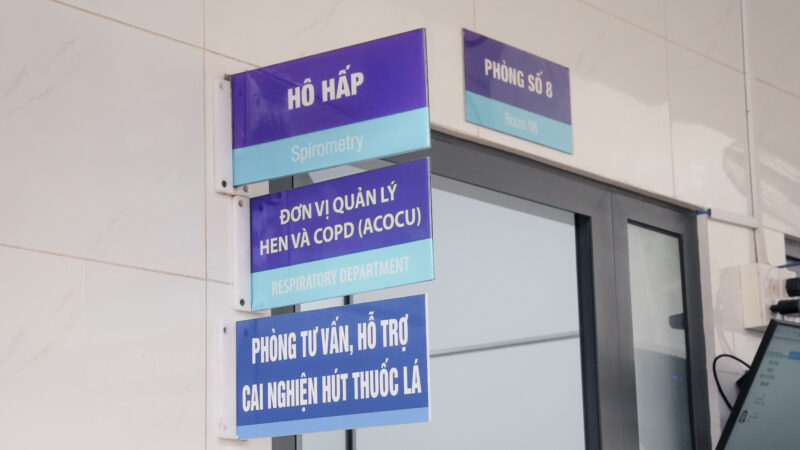 HÔ HẤP
Spirometry
PHÒNG SỐ 8
Room 08
ĐƠN VỊ QUẢN LÝ
HEN VÀ COPD (ACOCU)
RESPIRATORY DEPARTMENT
PHÒNG TƯ VẤN, HỖ TRỢ
CAI NGHIỆN HÚT THUỐC LÁ